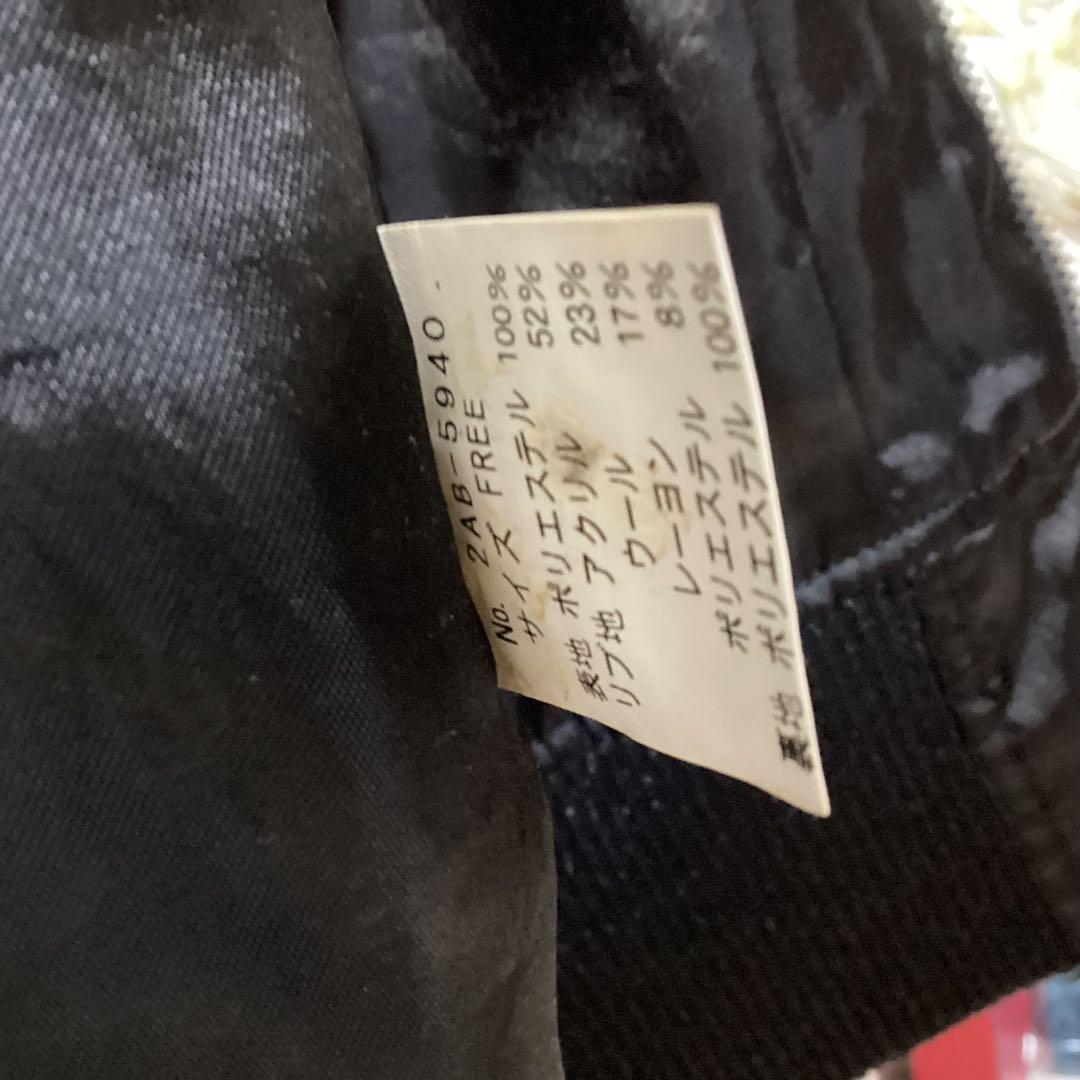 No. 2AB-5940
サイズ FREE
表地 ポリエステル 100%
リブ地 アクリル 52%
ウール 23%
レーヨン 17%
ポリエステル 8%
裏地 ポリエステル 100%